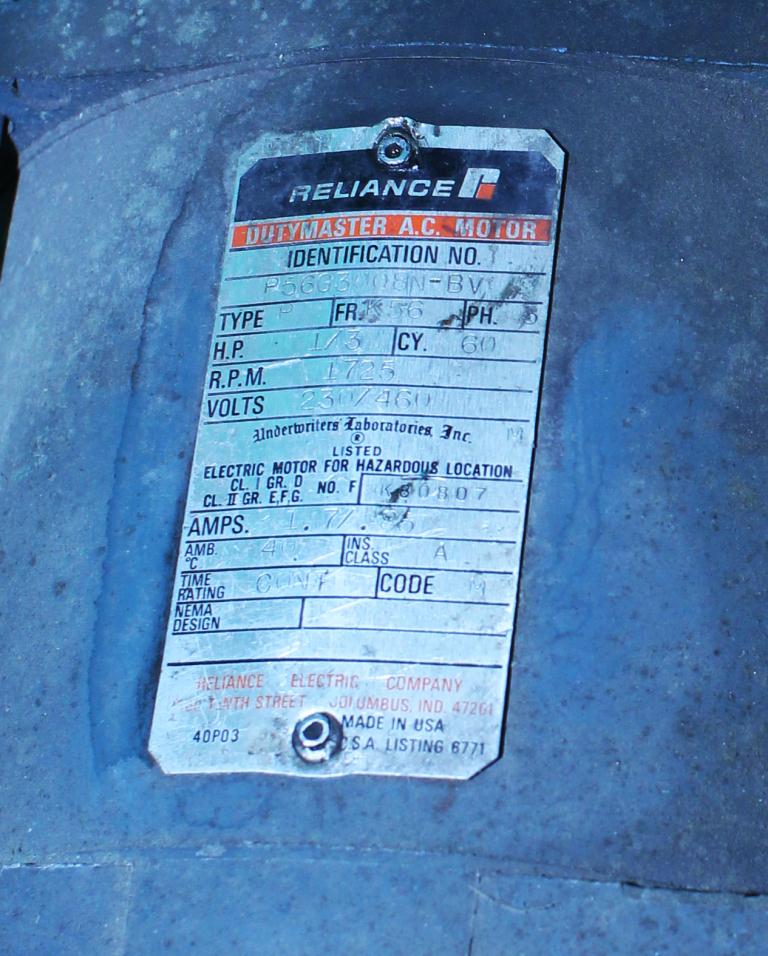 RELIANCE
DUTYMASTER A.C. MOTOR
IDENTIFICATION NO.
TYPE P FR. 56 PH.
H.P. 1/3 CY. 60
R.P.M. 1725
VOLTS 230/460
Underwriters Laboratories, Inc.
®
LISTED
ELECTRIC MOTOR FOR HAZARDOUS LOCATION
CL. I GR. D
CL. II GR. E,F,G. NO. F
AMPS.
AMB. °C 40 INS. CLASS A
TIME RATING CONT CODE M
NEMA DESIGN
RELIANCE ELECTRIC COMPANY
STREET COLUMBUS, IND. 47201
40P03 MADE IN USA
C.S.A. LISTING 6771